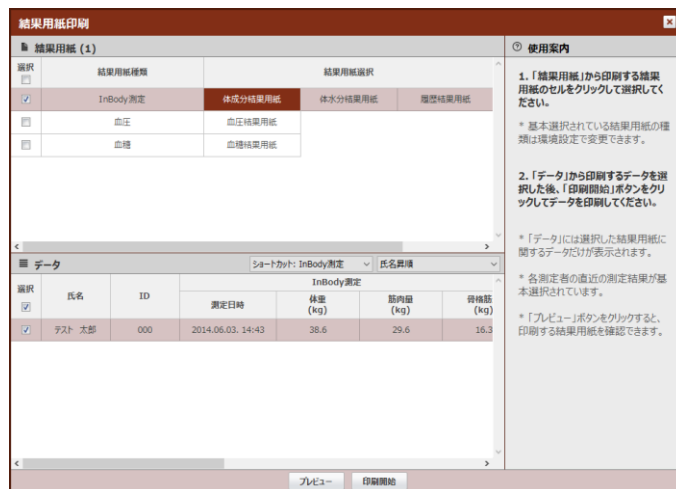 結果用紙印刷
結果用紙 (1)
選択
結果用紙種類
結果用紙選択
InBody測定
体成分結果用紙
体水分結果用紙
履歴結果用紙
血圧
血圧結果用紙
血糖
血糖結果用紙
データ
ショートカット: InBody測定
氏名昇順
選択
氏名
ID
InBody測定
測定日時
体重
(kg)
筋肉量
(kg)
骨格筋
(kg)
テスト 太郎
000
2014.06.03. 14:43
38.6
29.6
16.3
使用案内
1.「結果用紙」から印刷する結果
用紙のセルをクリックして選択してく
ださい。
* 基本選択されている結果用紙の種
類は環境設定で変更できます。
2.「データ」から印刷するデータを選
択した後、「印刷開始」ボタンをクリ
ックしてデータを印刷してください。
*「データ」には選択した結果用紙に
関するデータだけが表示されます。
* 各測定者の直近の測定結果が基
本選択されています。
*「プレビュー」ボタンをクリックすると、
印刷する結果用紙を確認できます。
プレビュー
印刷開始